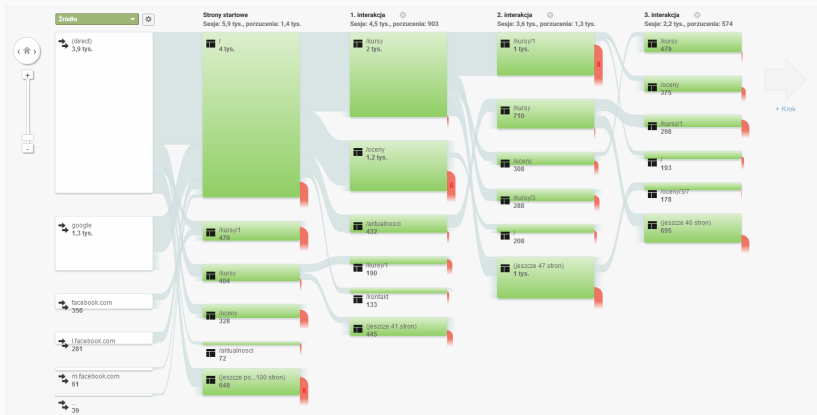 Źródło
Strony startowe
Sesje: 5,9 tys., porzucenia: 1,4 tys.
1. interakcja
Sesje: 4,5 tys., porzucenia: 903
2. interakcja
Sesje: 3,6 tys., porzucenia: 1,3 tys.
3. interakcja
Sesje: 2,2 tys., porzucenia: 574
(direct)
3,9 tys.
google
1,3 tys.
facebook.com
356
l.facebook.com
281
m.facebook.com
61
...
39
/
4 tys.
/kursy/1
470
/kursy
404
/oceny
328
/aktualnosci
72
(jeszcze po...100 stron)
648
/kursy
2 tys.
/oceny
1,2 tys.
/aktualnosci
432
/kursy/1
190
/kontakt
133
(jeszcze 41 stron)
445
/kursy/1
1 tys.
/kursy
710
/oceny
308
/kursy/3
288
/
208
(jeszcze 47 stron)
1 tys.
/kursy
479
/oceny
375
/kursy/1
298
/
193
/oceny/3/7
178
(jeszcze 46 stron)
695
+ Krok